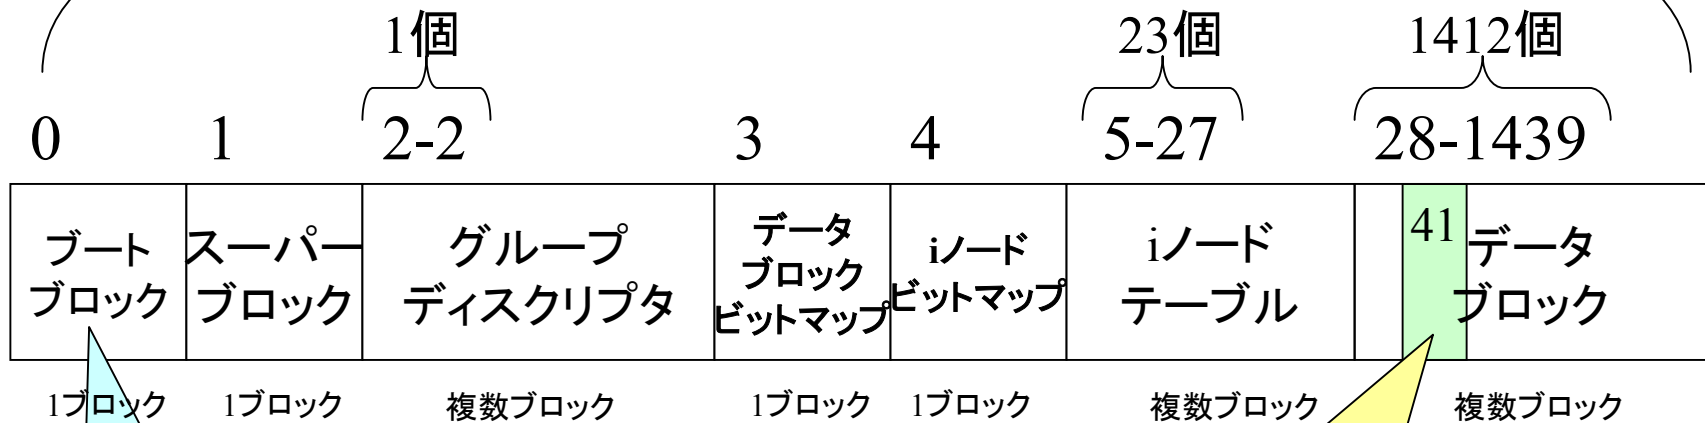 1個 23個 1412個
0 1 2-2 3 4 5-27 28-1439
ブート
ブロック
スーパー
ブロック
グループ
ディスクリプタ
データ
ブロック
ビットマップ
iノード
ビットマップ
iノード
テーブル
41
データ
ブロック
1ブロック 1ブロック 複数ブロック 1ブロック 1ブロック 複数ブロック 複数ブロック